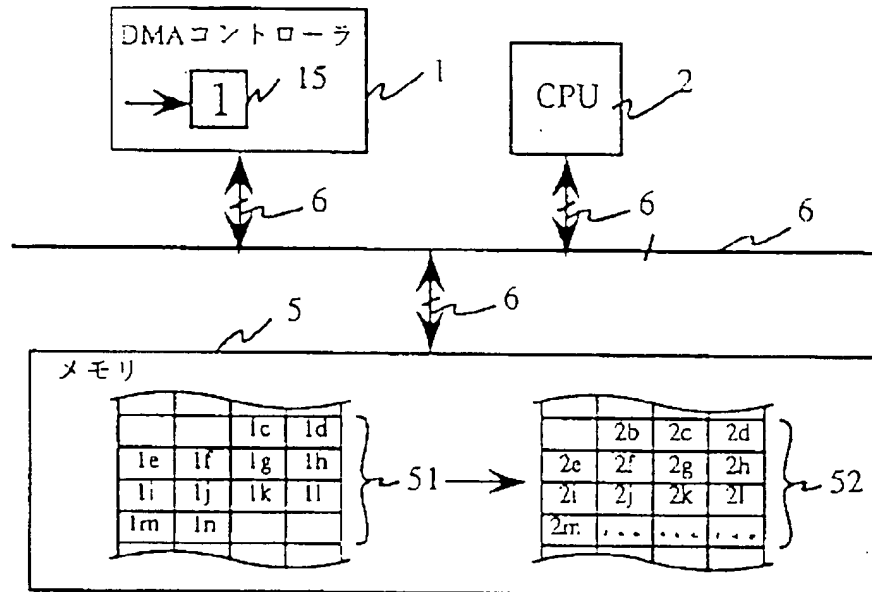 DMAコントローラ
1
15
1
CPU
2
6
6
6
6
5
メモリ
1c 1d
1e 1f 1g 1h
1i 1j 1k 1l
1m 1n
51
2b 2c 2d
2e 2f 2g 2h
2i 2j 2k 2l
2m ... ... ...
52